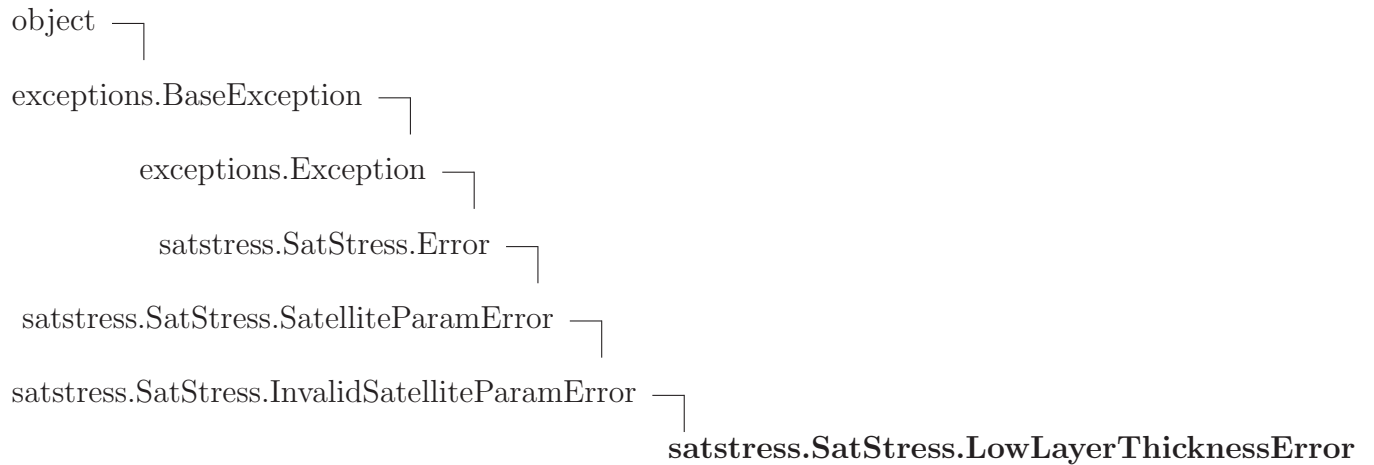 object
exceptions.BaseException
exceptions.Exception
satstress.SatStress.Error
satstress.SatStress.SatelliteParamError
satstress.SatStress.InvalidSatelliteParamError
satstress.SatStress.LowLayerThicknessError